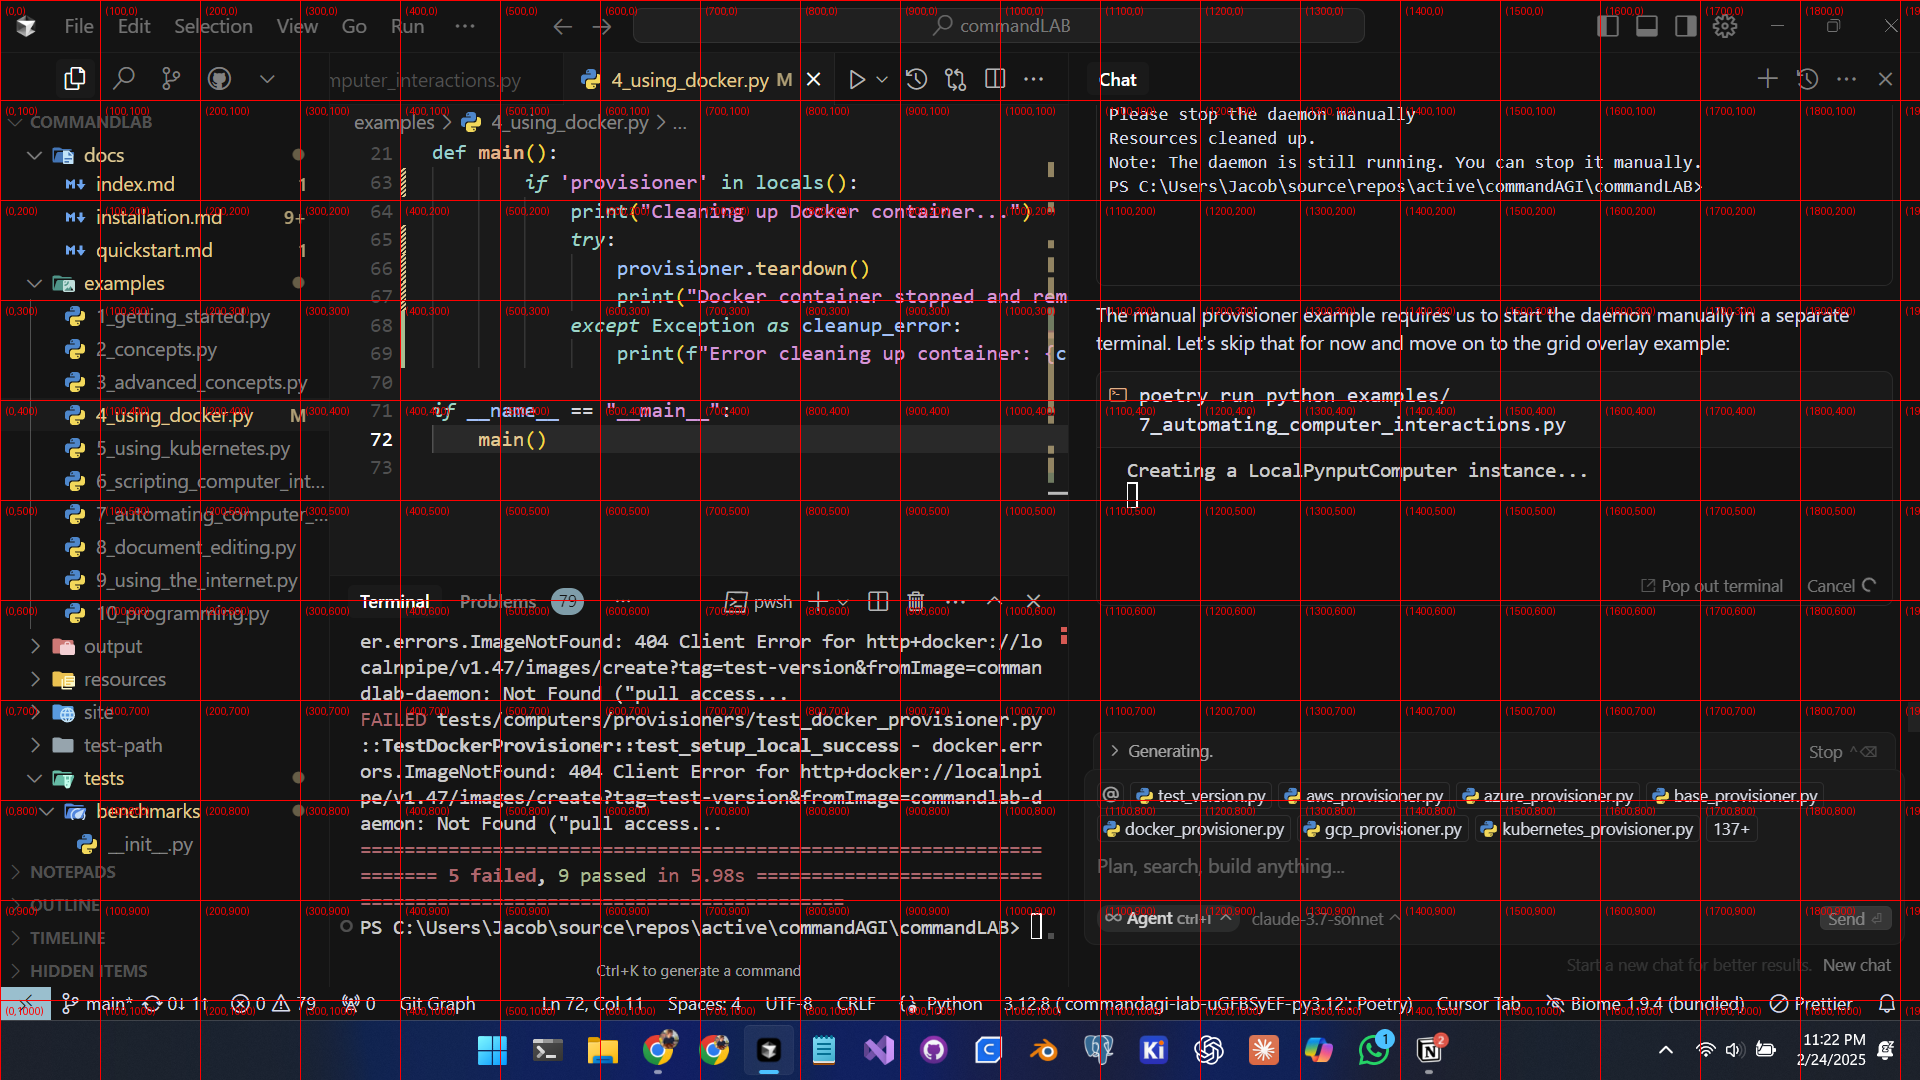 File Edit Selection View Go Run ...
commandLAB
mputer_interactions.py
4_using_docker.py M
Chat
COMMANDLAB
docs
index.md 1
installation.md 9+
quickstart.md 1
examples
1_getting_started.py
2_concepts.py
3_advanced_concepts.py
4_using_docker.py M
5_using_kubernetes.py
6_scripting_computer_int...
7_automating_computer_...
8_document_editing.py
9_using_the_internet.py
10_programming.py
output
resources
site
test-path
tests
benchmarks
__init__.py
NOTEPADS
OUTLINE
TIMELINE
HIDDEN ITEMS
examples > 4_using_docker.py > ...
21 def main():
63 if 'provisioner' in locals():
64 print("Cleaning up Docker container...")
65 try:
66 provisioner.teardown()
67 print("Docker container stopped and rem
68 except Exception as cleanup_error:
69 print(f"Error cleaning up container: {c
70
71 if __name__ == "__main__":
72 main()
73
Terminal Problems 79 ... pwsh
er.errors.ImageNotFound: 404 Client Error for http+docker://lo
calnpipe/v1.47/images/create?tag=test-version&fromImage=comman
dlab-daemon: Not Found ("pull access...
FAILED tests/computers/provisioners/test_docker_provisioner.py
::TestDockerProvisioner::test_setup_local_success - docker.err
ors.ImageNotFound: 404 Client Error for http+docker://localnpi
pe/v1.47/images/create?tag=test-version&fromImage=commandlab-d
aemon: Not Found ("pull access...
======= 5 failed, 9 passed in 5.98s ==========================
PS C:\Users\Jacob\source\repos\active\commandAGI\commandLAB>
Ctrl+K to generate a command
Please stop the daemon manually
Resources cleaned up.
Note: The daemon is still running. You can stop it manually.
PS C:\Users\Jacob\source\repos\active\commandAGI\commandLAB>
The manual provisioner example requires us to start the daemon manually in a separate
terminal. Let's skip that for now and move on to the grid overlay example:
poetry run python examples/
7_automating_computer_interactions.py
Creating a LocalPynputComputer instance...
Pop out terminal Cancel
Generating. Stop
@ test_version.py aws_provisioner.py azure_provisioner.py base_provisioner.py
docker_provisioner.py gcp_provisioner.py kubernetes_provisioner.py 137+
Plan, search, build anything...
Agent Ctrl+I claude-3.7-sonnet Send
Start a new chat for better results. New chat
main* 0↓ 1↑ 0 79 0 Git Graph Ln 72, Col 11 Spaces: 4 UTF-8 CRLF Python 3.12.8 ('commandagi-lab-uGFBSyEF-py3.12': Poetry) Cursor Tab Biome 1.9.4 (bundled) Prettier
Ki 1 2
11:22 PM
2/24/2025